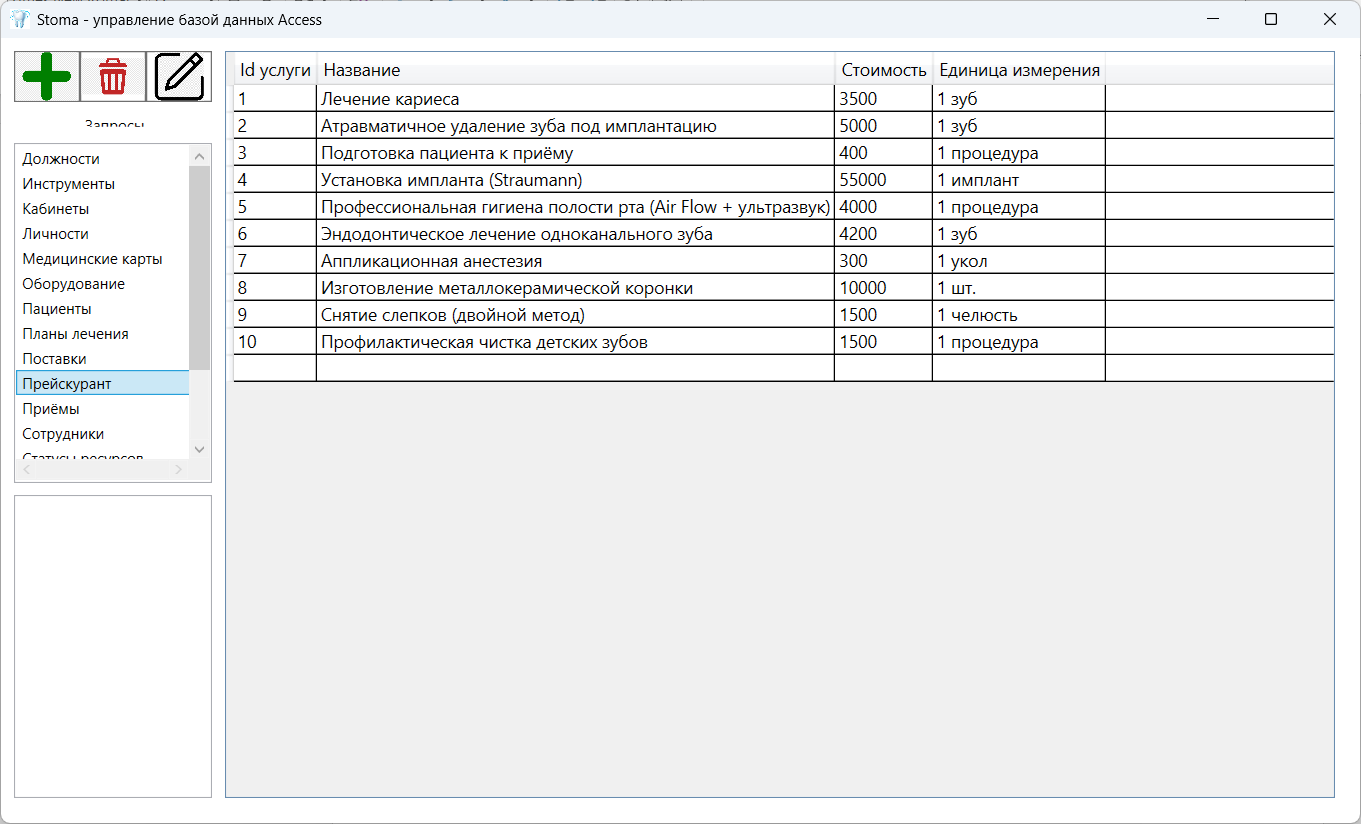 Stoma - управление базой данных Access
Запросы
Должности
Инструменты
Кабинеты
Личности
Медицинские карты
Оборудование
Пациенты
Планы лечения
Поставки
Прейскурант
Приёмы
Сотрудники
Статусы ресурсов
Id услуги Название Стоимость Единица измерения
1 Лечение кариеса 3500 1 зуб
2 Атравматичное удаление зуба под имплантацию 5000 1 зуб
3 Подготовка пациента к приёму 400 1 процедура
4 Установка импланта (Straumann) 55000 1 имплант
5 Профессиональная гигиена полости рта (Air Flow + ультразвук) 4000 1 процедура
6 Эндодонтическое лечение одноканального зуба 4200 1 зуб
7 Аппликационная анестезия 300 1 укол
8 Изготовление металлокерамической коронки 10000 1 шт.
9 Снятие слепков (двойной метод) 1500 1 челюсть
10 Профилактическая чистка детских зубов 1500 1 процедура